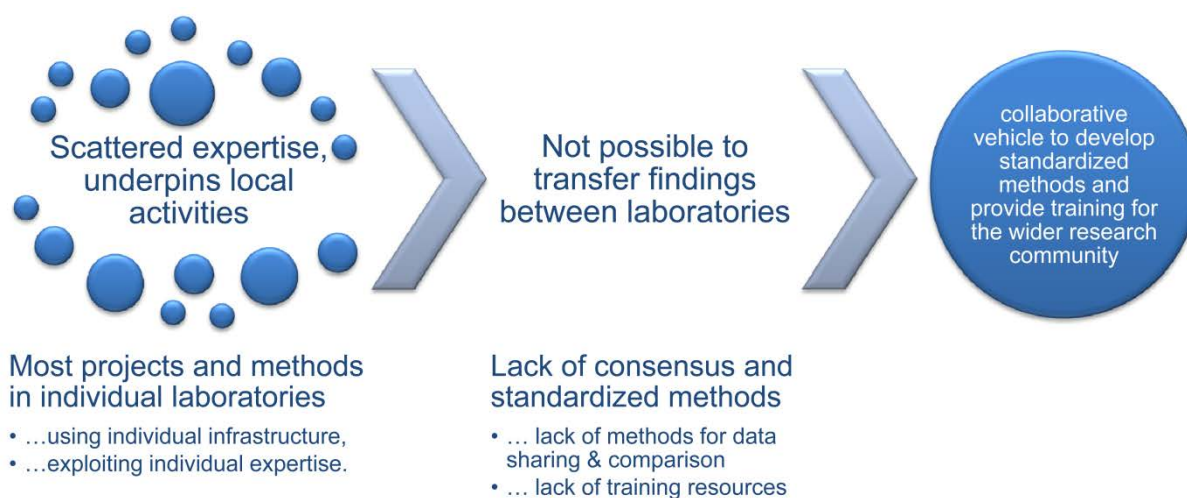 Scattered expertise,
underpins local
activities
Most projects and methods
in individual laboratories
• …using individual infrastructure,
• …exploiting individual expertise.
Not possible to
transfer findings
between laboratories
Lack of consensus and
standardized methods
• … lack of methods for data
sharing & comparison
• … lack of training resources
collaborative
vehicle to develop
standardized
methods and
provide training for
the wider research
community